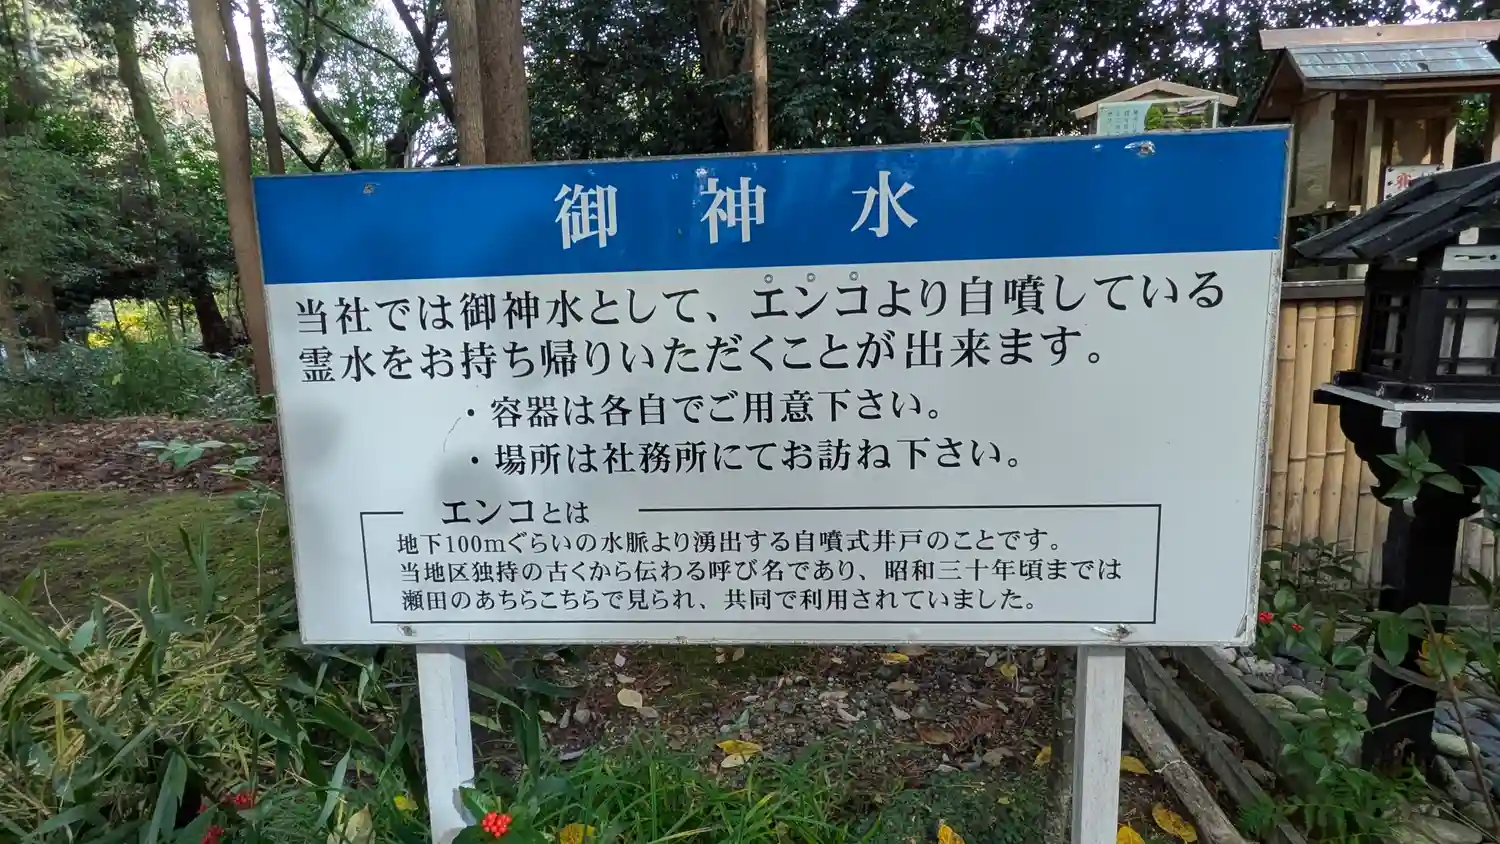 御神水
当社では御神水として、エンコより自噴している
霊水をお持ち帰りいただくことが出来ます。
・容器は各自でご用意下さい。
・場所は社務所にてお訪ね下さい。
エンコとは
地下100mぐらいの水脈より湧出する自噴式井戸のことです。
当地区独持の古くから伝わる呼び名であり、昭和三十年頃までは
瀬田のあちらこちらで見られ、共同で利用されていました。